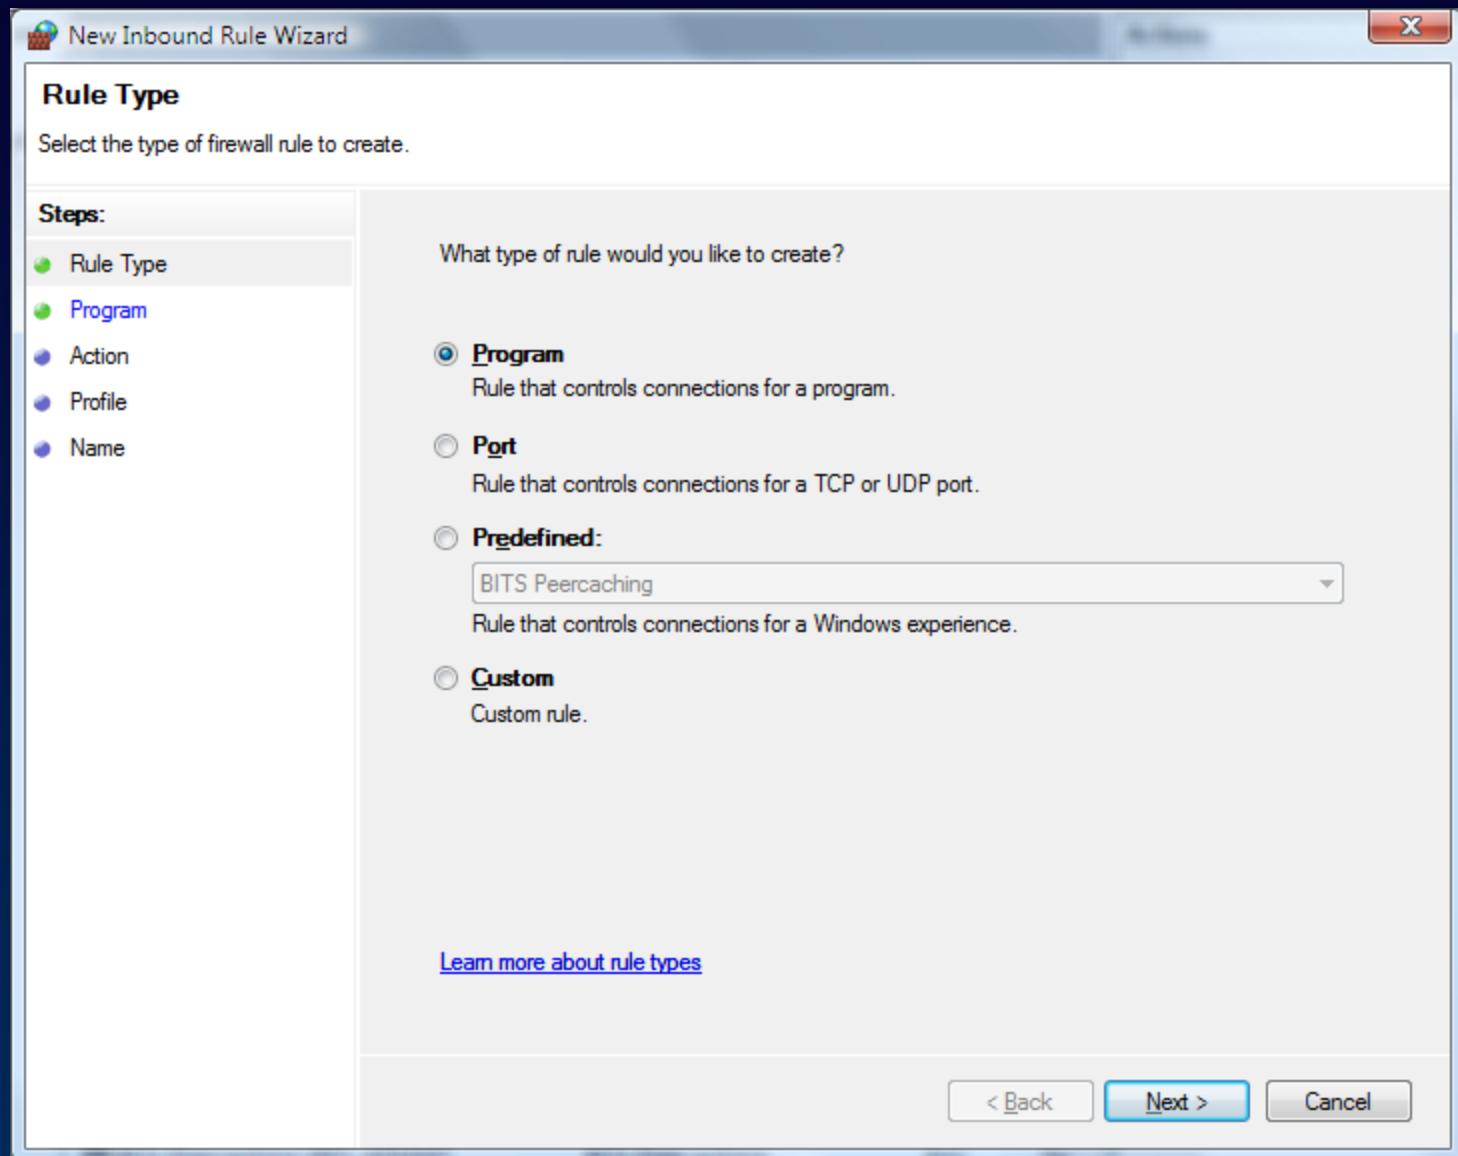 New Inbound Rule Wizard
Rule Type
Select the type of firewall rule to create.
Steps:
Rule Type
Program
Action
Profile
Name
What type of rule would you like to create?
Program
Rule that controls connections for a program.
Port
Rule that controls connections for a TCP or UDP port.
Predefined:
BITS Peercaching
Rule that controls connections for a Windows experience.
Custom
Custom rule.
Learn more about rule types
< Back
Next >
Cancel